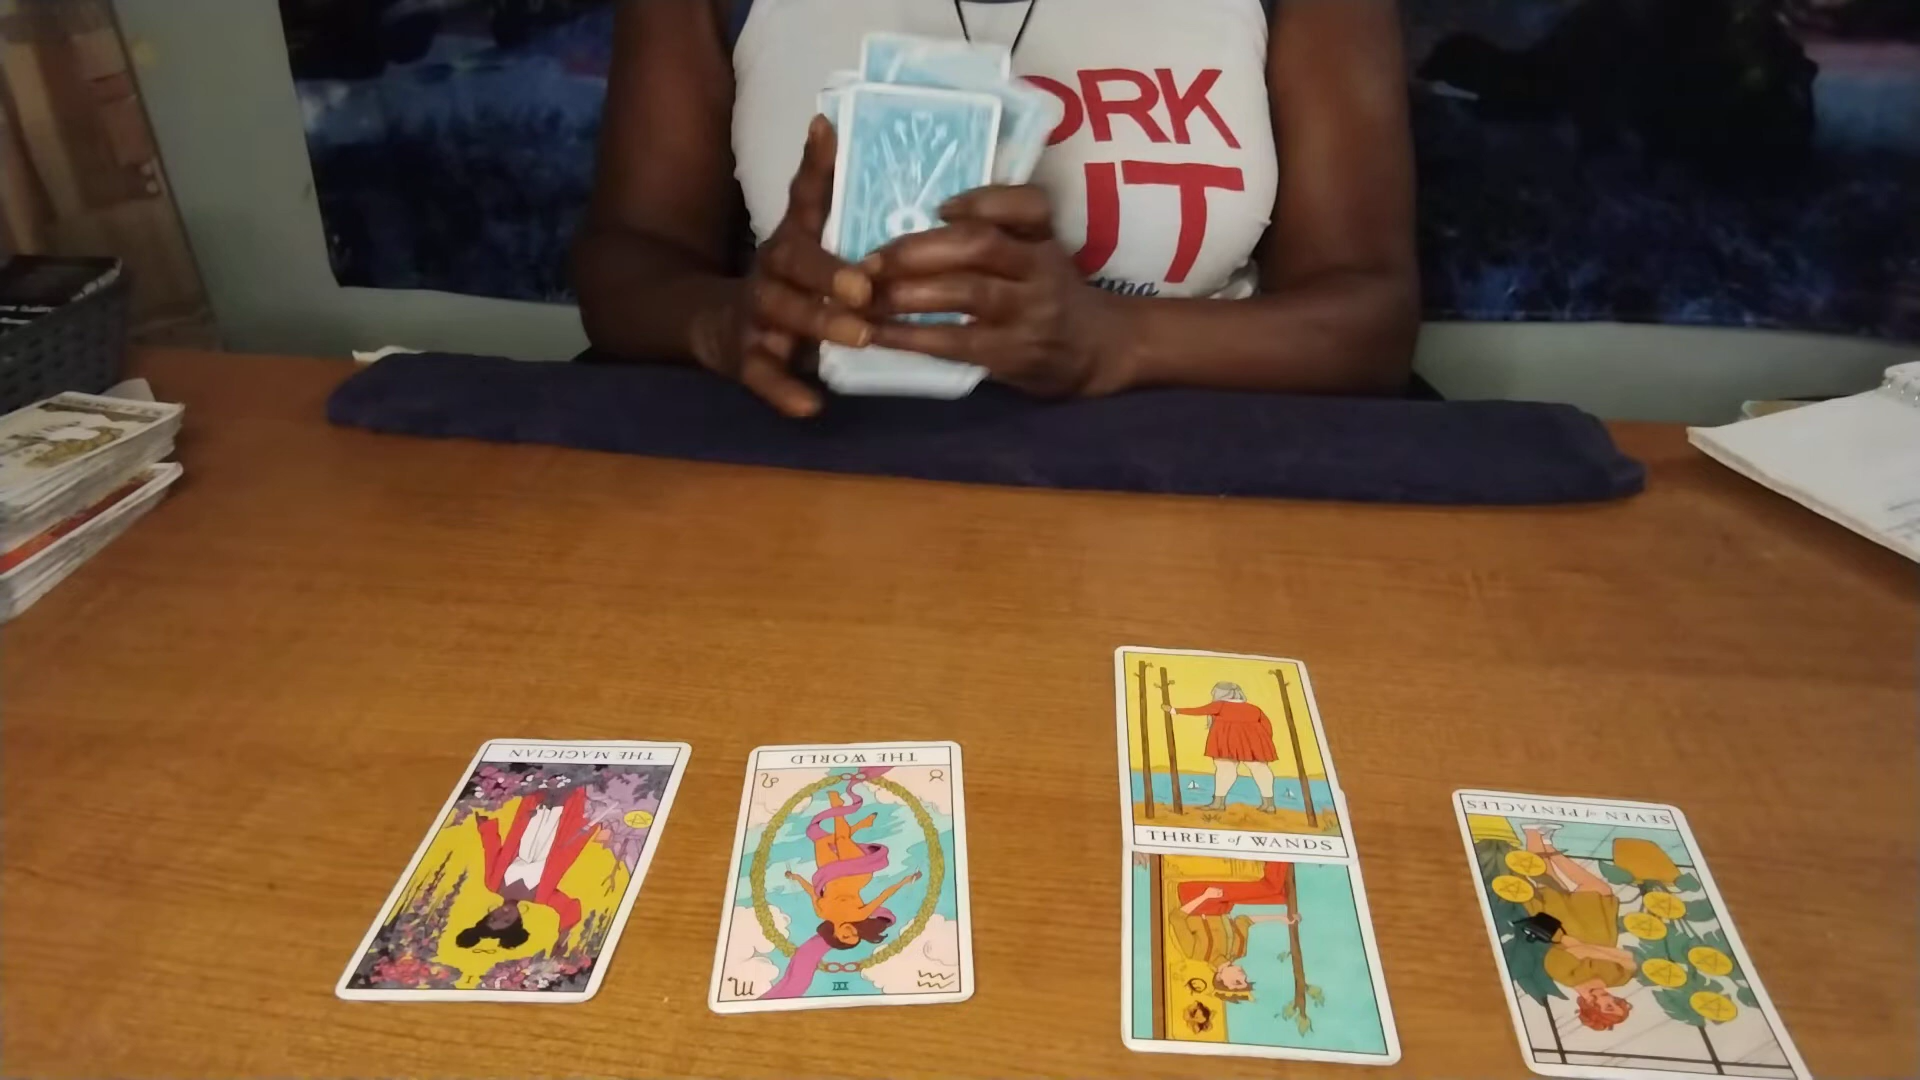 ORK
UT
THE MAGICIAN
I
THE WORLD
THREE of WANDS
SEVEN of PENTACLES